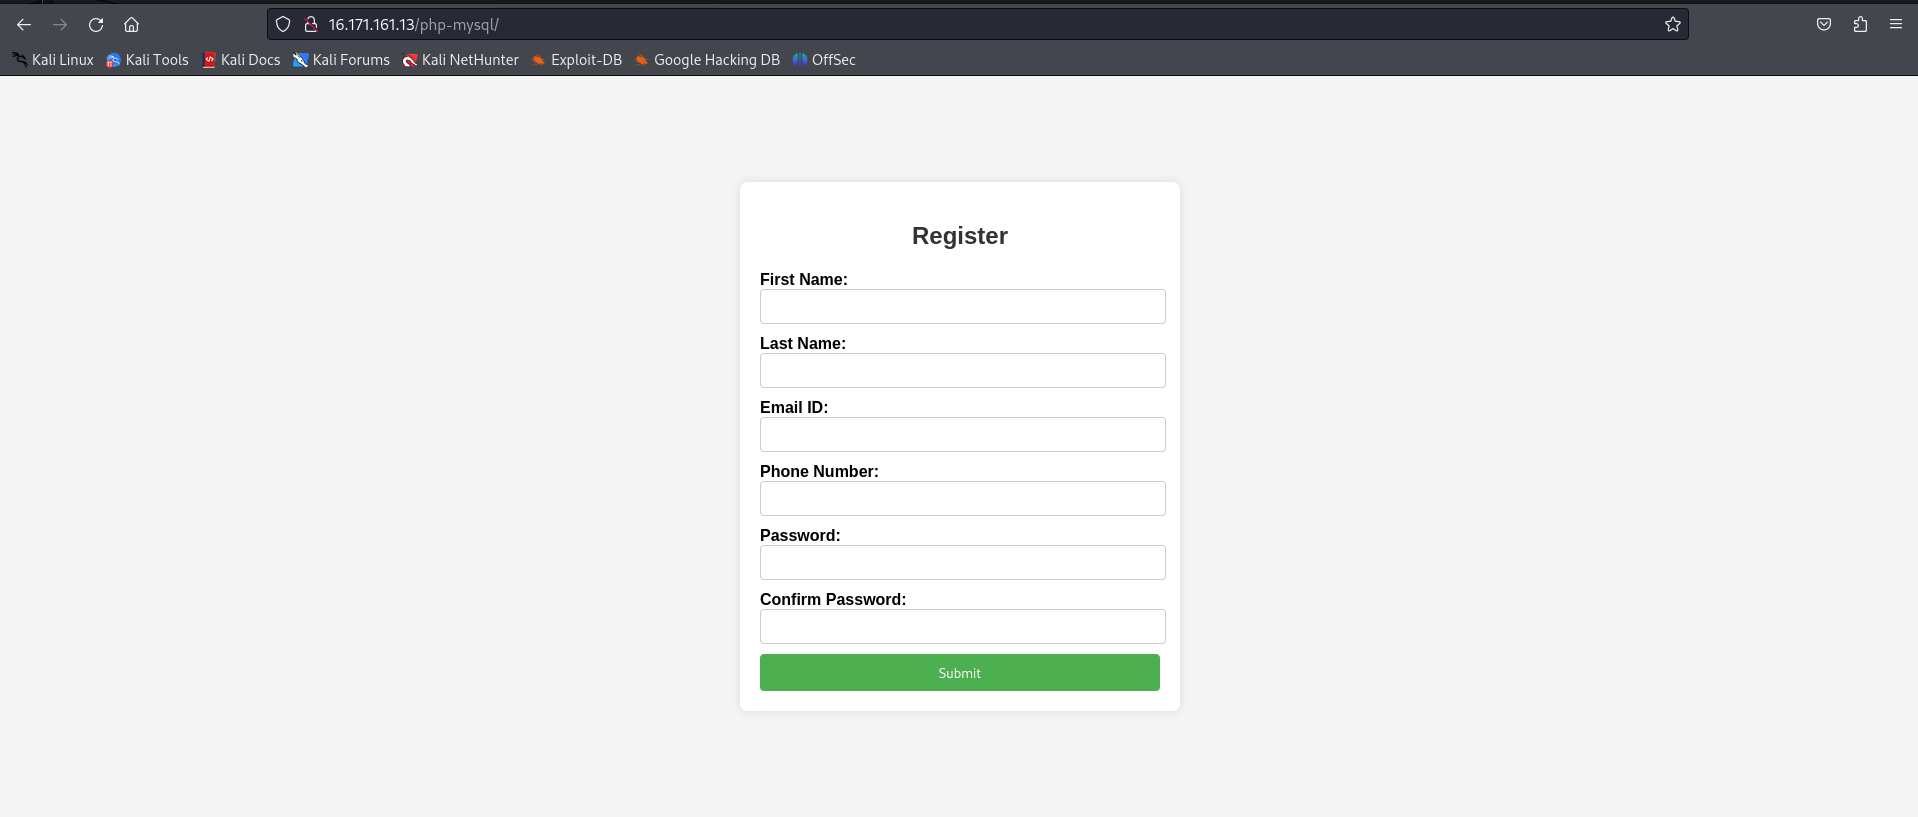 16.171.161.13/php-mysql/
Kali Linux Kali Tools Kali Docs Kali Forums Kali NetHunter Exploit-DB Google Hacking DB OffSec
Register
First Name:
Last Name:
Email ID:
Phone Number:
Password:
Confirm Password:
Submit